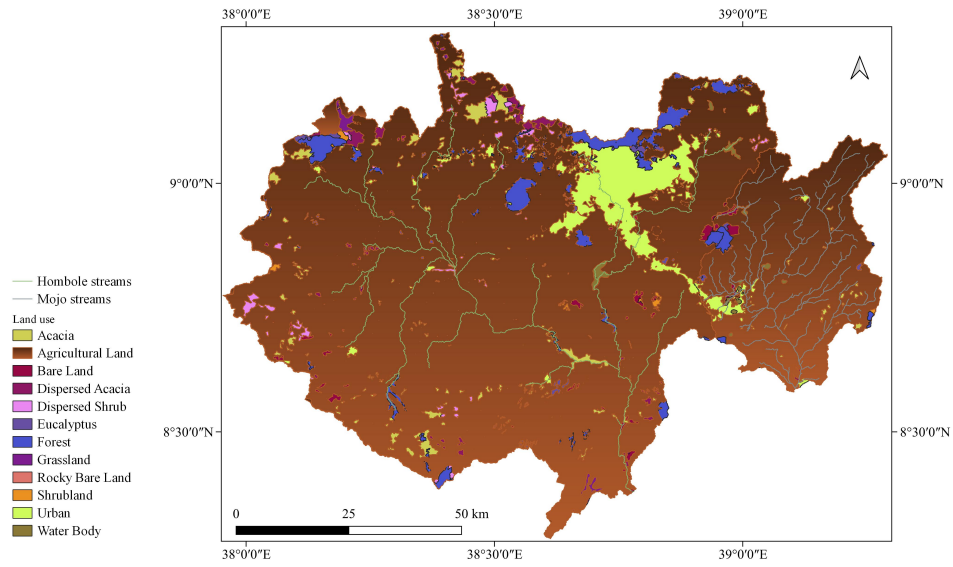 38°0'0"E 38°30'0"E 39°0'0"E
9°0'0"N 9°0'0"N
Hombole streams
Mojo streams
Land use
Acacia
Agricultural Land
Bare Land
Dispersed Acacia
Dispersed Shrub
Eucalyptus
Forest
Grassland
Rocky Bare Land
Shrubland
Urban
Water Body
8°30'0"N 8°30'0"N
0 25 50 km
38°0'0"E 38°30'0"E 39°0'0"E